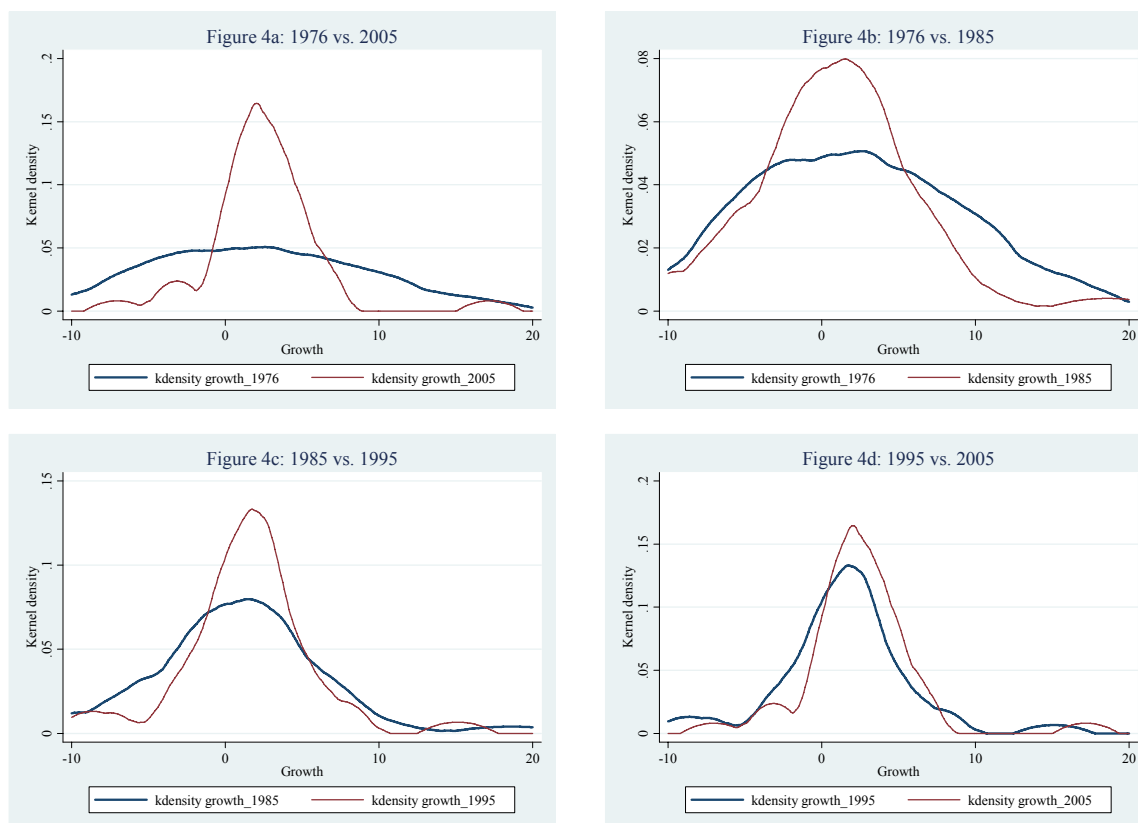 Figure 4a: 1976 vs. 2005
.2
.15
.1
.05
0
Kernel density
-10 0 10 20
Growth
kdensity growth_1976 kdensity growth_2005
Figure 4b: 1976 vs. 1985
.08
.06
.04
.02
0
Kernel density
-10 0 10 20
Growth
kdensity growth_1976 kdensity growth_1985
Figure 4c: 1985 vs. 1995
.15
.1
.05
0
Kernel density
-10 0 10 20
Growth
kdensity growth_1985 kdensity growth_1995
Figure 4d: 1995 vs. 2005
.2
.15
.1
.05
0
Kernel density
-10 0 10 20
Growth
kdensity growth_1995 kdensity growth_2005